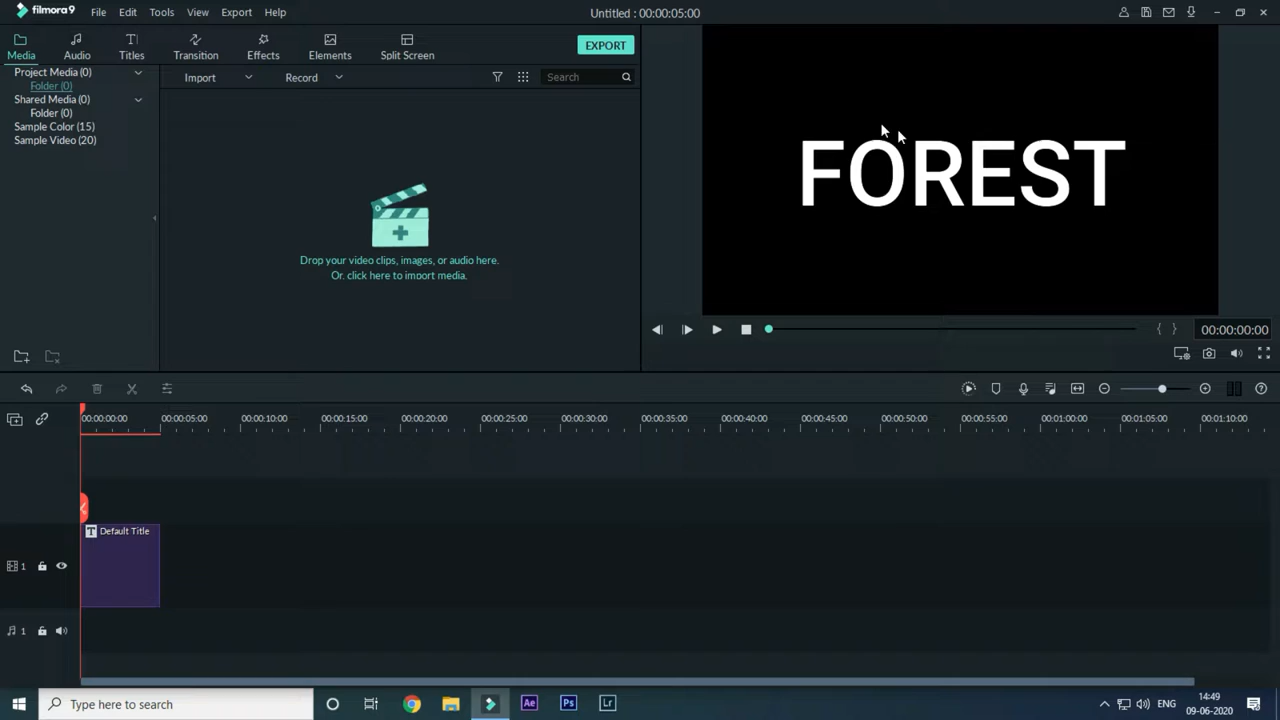 filmora9 File Edit Tools View Export Help Untitled : 00:00:05:00
Media Audio Titles Transition Effects Elements Split Screen EXPORT
Project Media (0)
Folder (0)
Shared Media (0)
Folder (0)
Sample Color (15)
Sample Video (20)
Import Record Search
Drop your video clips, images, or audio here.
Or, click here to import media.
FOREST
00:00:00:00
00:00:00:00 00:00:05:00 00:00:10:00 00:00:15:00 00:00:20:00 00:00:25:00 00:00:30:00 00:00:35:00 00:00:40:00 00:00:45:00 00:00:50:00 00:00:55:00 00:01:00:00 00:01:05:00 00:01:10:00
T Default Title
1
1
Type here to search Ae Ps Lr ENG 14:49
09-06-2020